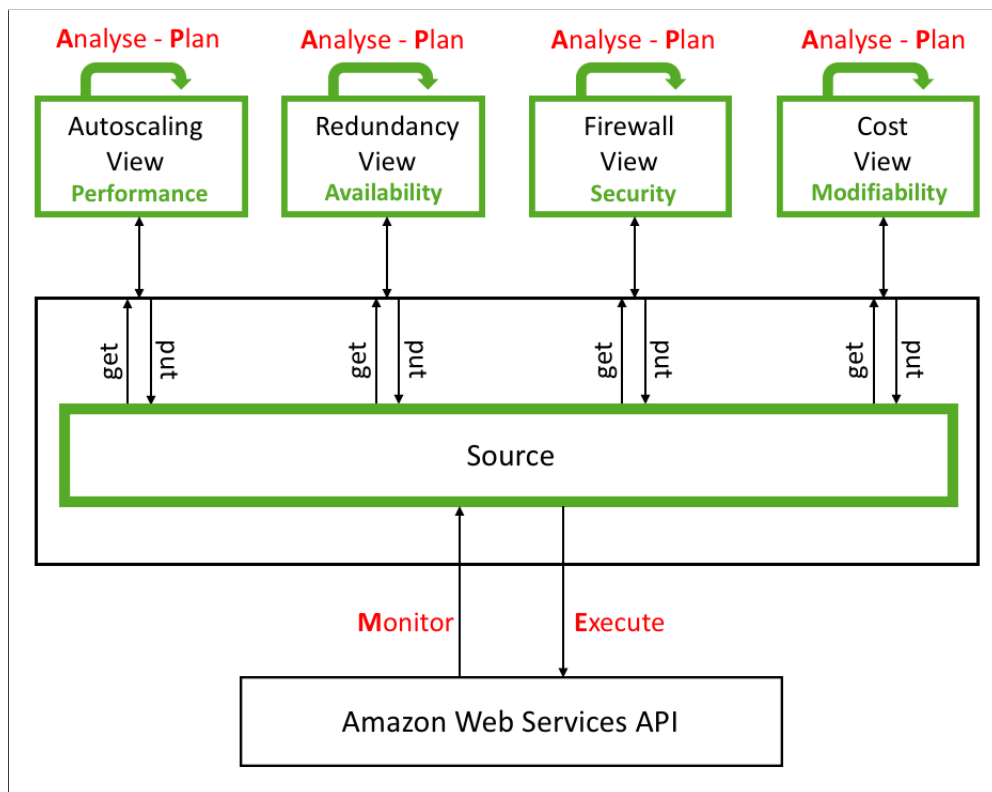 Analyse - Plan
Analyse - Plan
Analyse - Plan
Analyse - Plan
Autoscaling
View
Performance
Redundancy
View
Availability
Firewall
View
Security
Cost
View
Modifiability
get
put
get
put
get
put
get
put
Source
Monitor
Execute
Amazon Web Services API